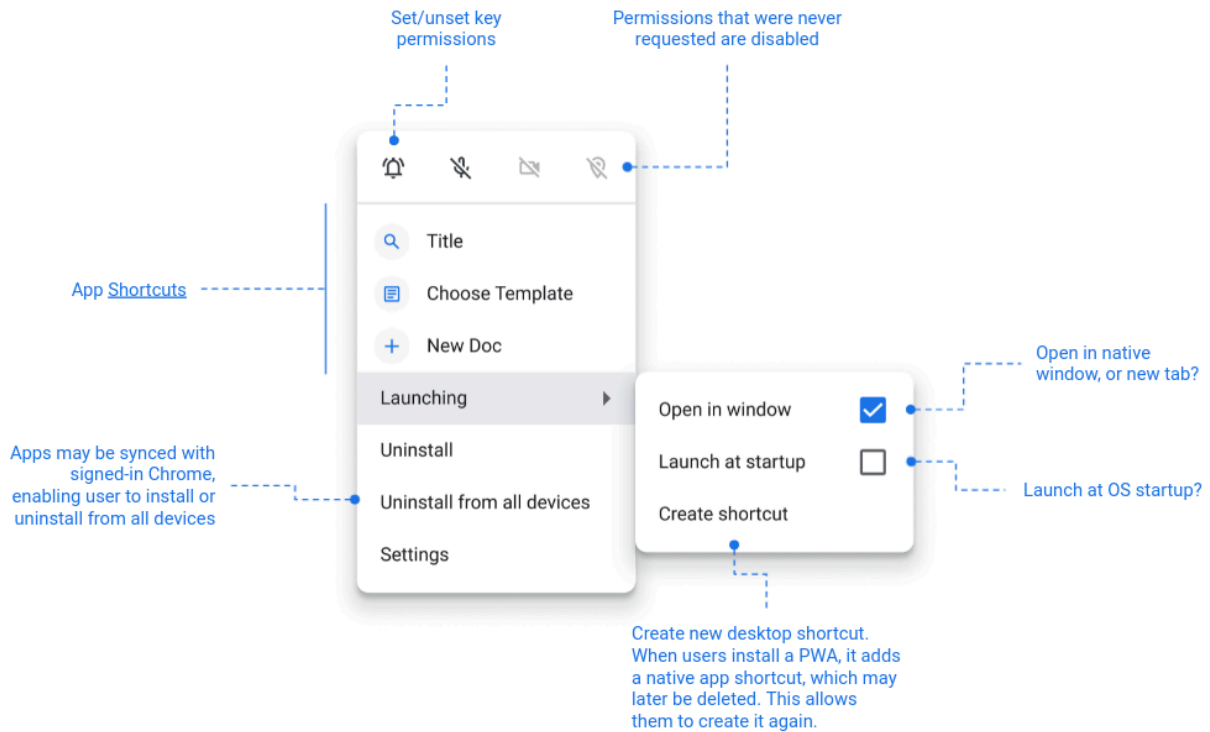 Set/unset key
permissions
Permissions that were never
requested are disabled
App Shortcuts
Title
Choose Template
New Doc
Launching
Uninstall
Uninstall from all devices
Settings
Apps may be synced with
signed-in Chrome,
enabling user to install or
uninstall from all devices
Open in window
Launch at startup
Create shortcut
Open in native
window, or new tab?
Launch at OS startup?
Create new desktop shortcut.
When users install a PWA, it adds
a native app shortcut, which may
later be deleted. This allows
them to create it again.